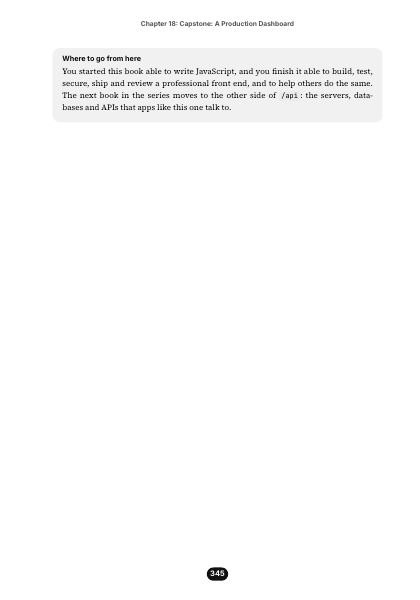 Chapter 18: Capstone: A Production Dashboard
Where to go from here
You started this book able to write JavaScript, and you finish it able to build, test,
secure, ship and review a professional front end, and to help others do the same.
The next book in the series moves to the other side of /api: the servers, data-
bases and APIs that apps like this one talk to.
345